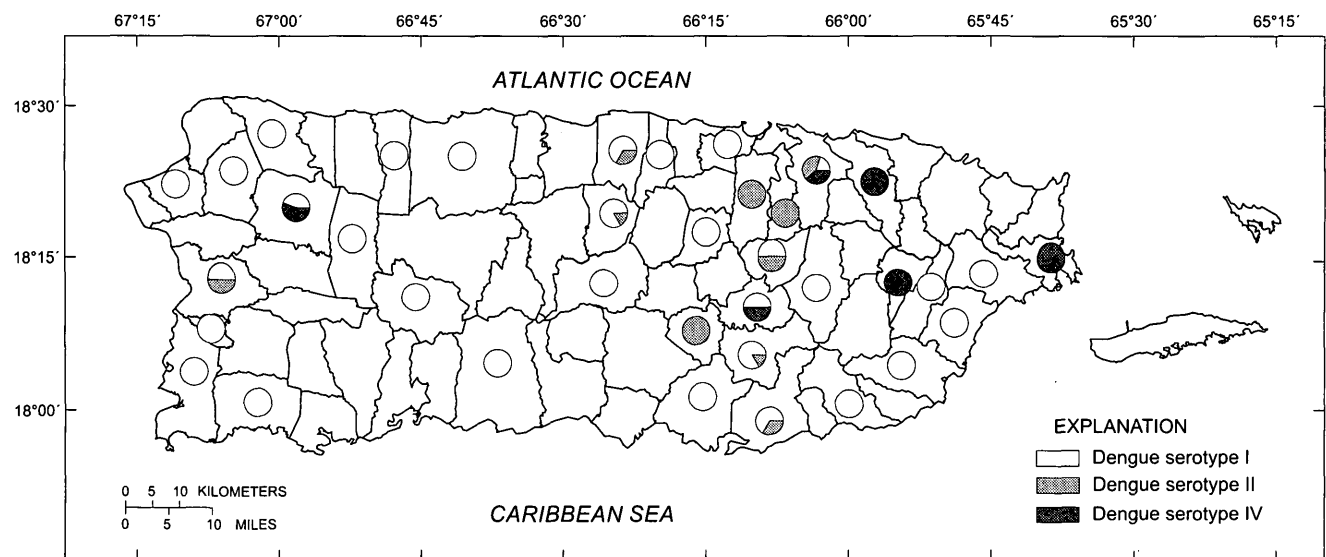 67°15´ 67°00´ 66°45´ 66°30´ 66°15´ 66°00´ 65°45´ 65°30´ 65°15´
ATLANTIC OCEAN
18°30´
18°15´
18°00´
EXPLANATION
Dengue serotype I
Dengue serotype II
Dengue serotype IV
0 5 10 KILOMETERS
0 5 10 MILES
CARIBBEAN SEA